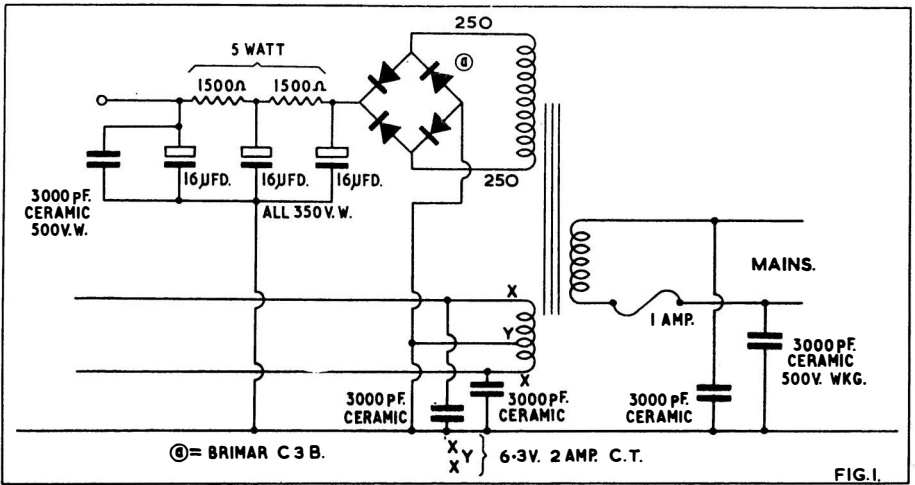 250
5 WATT
ⓐ
1500Ω 1500Ω
250
16µFD. 16µFD. 16µFD.
3000 pF.
CERAMIC
500V.W.
ALL 350V.W.
MAINS.
X
1 AMP.
Y
3000 pF.
CERAMIC
500V. WKG.
X
3000 pF.
CERAMIC
3000 pF.
CERAMIC
3000 pF.
CERAMIC
ⓐ = BRIMAR C3B.
X
Y } 6·3V. 2 AMP. C.T.
X
FIG.1.